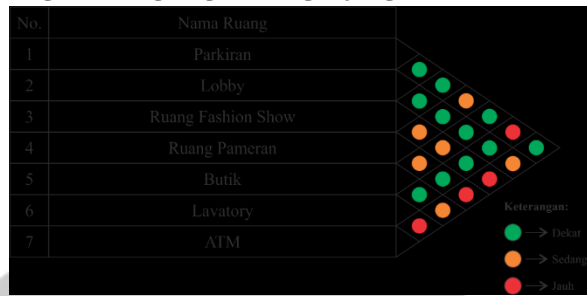 No. Nama Ruang
1 Parkiran
2 Lobby
3 Ruang Fashion Show
4 Ruang Pameran
5 Butik
6 Lavatory
7 ATM
Keterangan:
Dekat
Sedang
Jauh